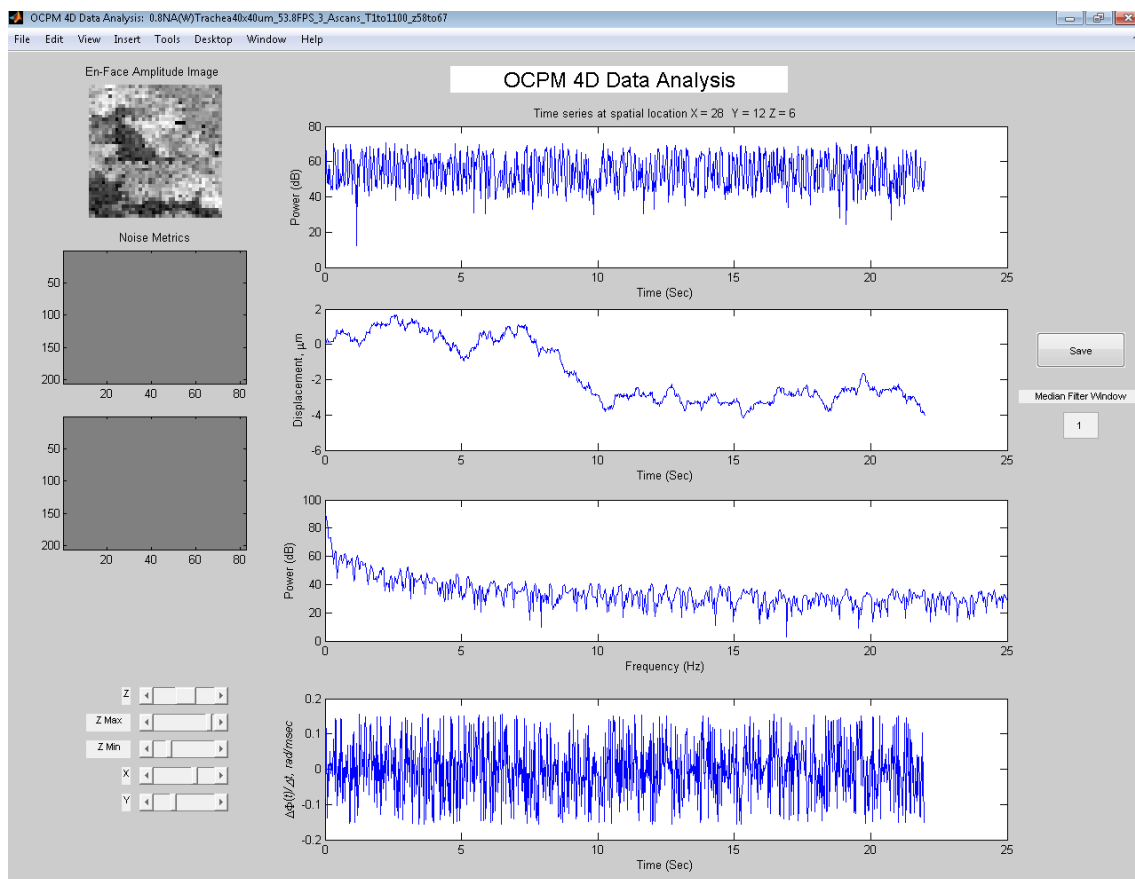 OCPM 4D Data Analysis: 0.8NA(W)Trachea40x40um_53.8FPS_3_Ascans_T1to1100_z58to67
File Edit View Insert Tools Desktop Window Help
En-Face Amplitude Image
OCPM 4D Data Analysis
Time series at spatial location X = 28 Y = 12 Z = 6
80
60
40
20
0
Power (dB)
0 5 10 15 20 25
Time (Sec)
Noise Metrics
50
100
150
200
20 40 60 80
2
0
-2
-4
-6
Displacement, μm
0 5 10 15 20 25
Time (Sec)
Save
Median Filter Window
1
50
100
150
200
20 40 60 80
100
80
60
40
20
0
Power (dB)
0 5 10 15 20 25
Frequency (Hz)
Z
Z Max
Z Min
X
Y
0.2
0.1
0
-0.1
-0.2
ΔΦ(t)/Δt, rad/msec
0 5 10 15 20 25
Time (Sec)